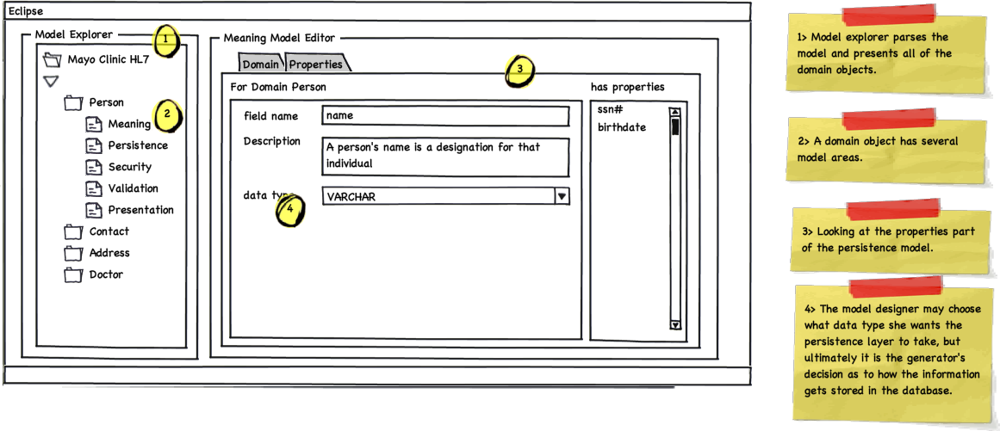 Eclipse
Model Explorer
1
Mayo Clinic HL7
Person
2
Meaning
Persistence
Security
Validation
Presentation
Contact
Address
Doctor
Meaning Model Editor
Domain
Properties
3
For Domain Person
has properties
field name
name
Description
A person's name is a designation for that
individual
data type
VARCHAR
4
ssn#
birthdate
1> Model explorer parses the
model and presents all of the
domain objects.
2> A domain object has several
model areas.
3> Looking at the properties part
of the persistence model.
4> The model designer may choose
what data type she wants the
persistence layer to take, but
ultimately it is the generator's
decision as to how the information
gets stored in the database.